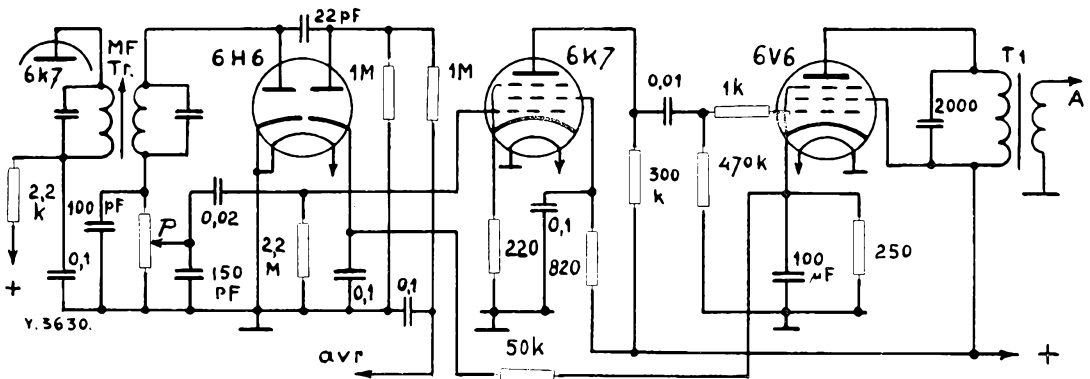 22pF
MF
Tr.
6k7
6H6
1M
1M
6K7
0,01
1k
6V6
T1
A
2000
2,2
k
100 pF
P
0,02
2,2
M
300
k
470k
0,1
220
820
100
µF
250
+
0,1
150
PF
0,1
0,1
Y.3630.
avr
50k
+